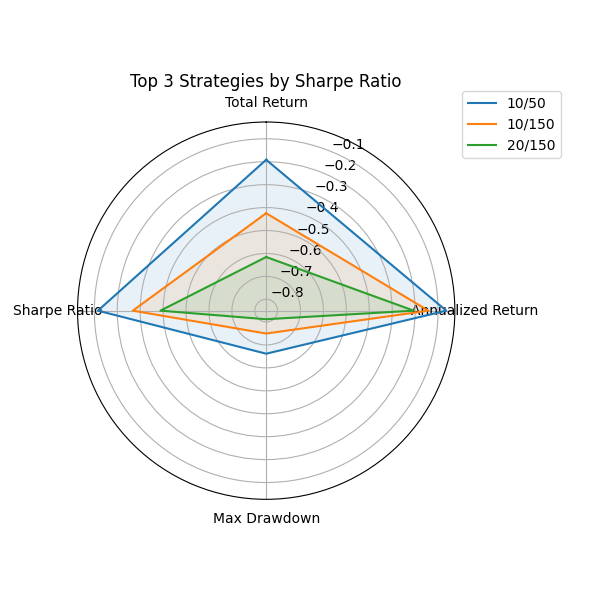 Top 3 Strategies by Sharpe Ratio
Total Return
10/50
10/150
20/150
−0.1
−0.2
−0.3
−0.4
−0.5
−0.6
−0.7
−0.8
Sharpe Ratio
Annualized Return
Max Drawdown